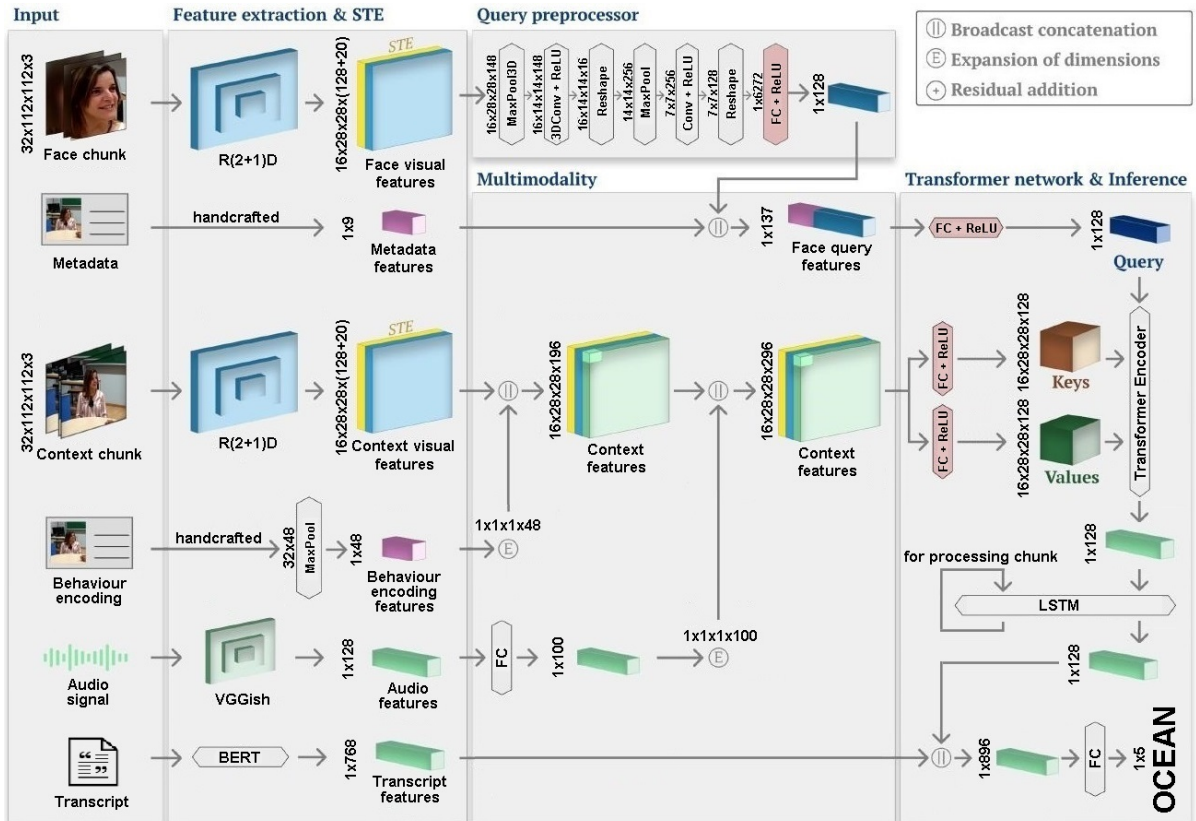 Input
Feature extraction & STE
Query preprocessor
|| Broadcast concatenation
E Expansion of dimensions
+ Residual addition
32x112x112x3
Face chunk
R(2+1)D
16x28x28x(128+20)
STE
Face visual
features
16x28x28x148
MaxPool3D
16x14x14x148
3DConv + ReLU
16x14x14x16
Reshape
14x14x256
MaxPool
7x7x256
Conv + ReLU
7x7x128
Reshape
1x6272
FC + ReLU
1x128
Multimodality
Transformer network & Inference
Metadata
handcrafted
1x9
Metadata
features
||
1x137
Face query
features
FC + ReLU
1x128
Query
32x112x112x3
Context chunk
R(2+1)D
16x28x28x(128+20)
STE
Context visual
features
||
16x28x28x196
Context
features
||
16x28x28x296
Context
features
FC + ReLU
16x28x28x128
Keys
FC + ReLU
16x28x28x128
Values
Transformer Encoder
Behaviour
encoding
handcrafted
32x48
MaxPool
1x48
Behaviour
encoding
features
1x1x1x48
E
1x128
for processing chunk
LSTM
Audio
signal
VGGish
1x128
Audio
features
FC
1x100
1x1x1x100
E
1x128
Transcript
BERT
1x768
Transcript
features
||
1x896
FC
1x5
OCEAN